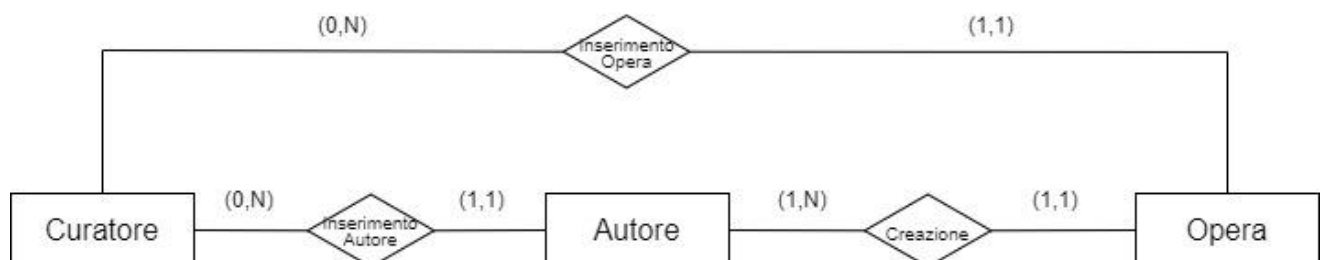 (0,N)
(1,1)
Inserimento
Opera
(0,N)
(1,1)
(1,N)
(1,1)
Curatore
Inserimento
Autore
Autore
Creazione
Opera